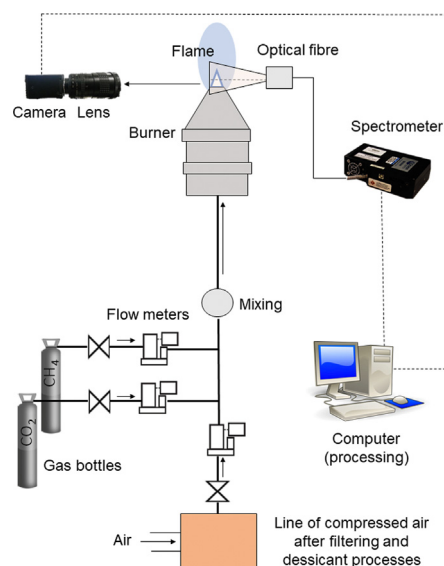 Flame
Optical fibre
Camera Lens
Burner
Spectrometer
Mixing
Flow meters
CH4
CO2
Gas bottles
Computer
(processing)
Air
Line of compressed air
after filtering and
dessicant processes